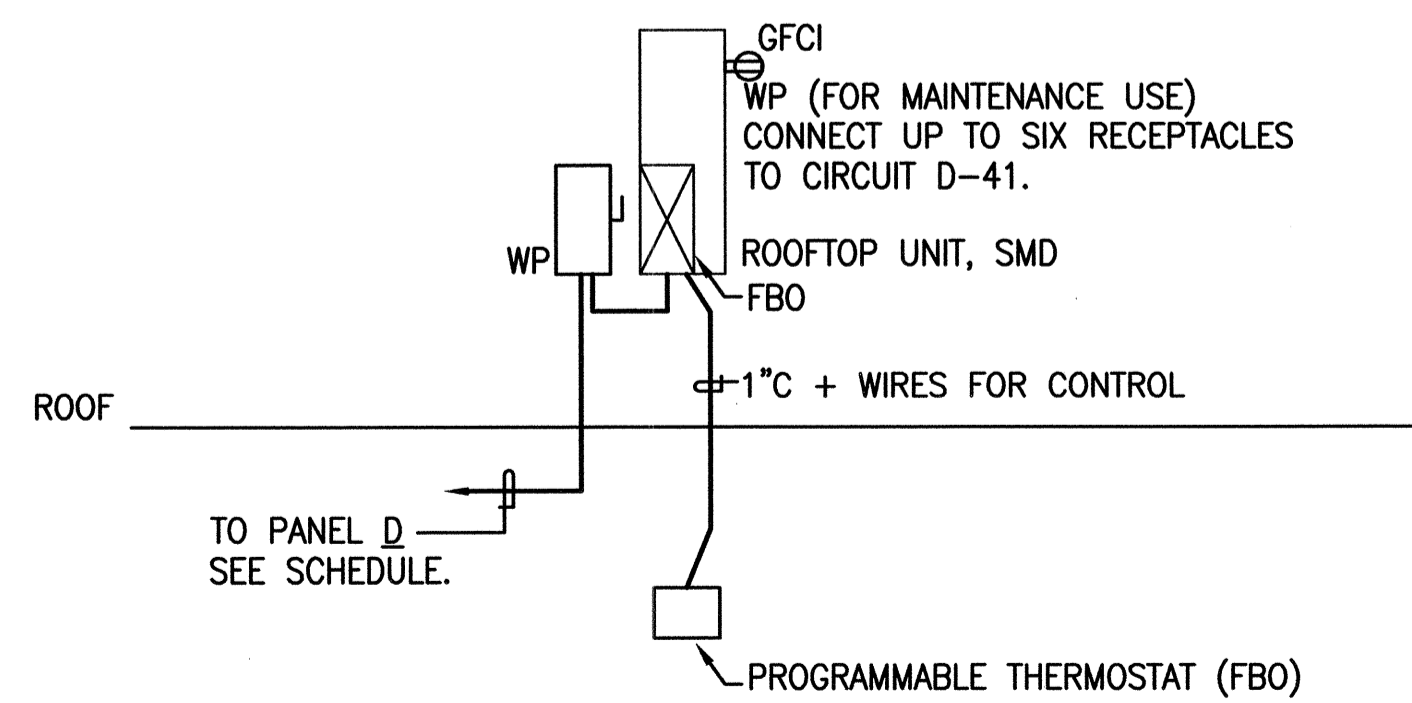 GFCI
WP (FOR MAINTENANCE USE)
CONNECT UP TO SIX RECEPTACLES
TO CIRCUIT D-41.
WP
ROOFTOP UNIT, SMD
FBO
1"C + WIRES FOR CONTROL
ROOF
TO PANEL D
SEE SCHEDULE.
PROGRAMMABLE THERMOSTAT (FBO)